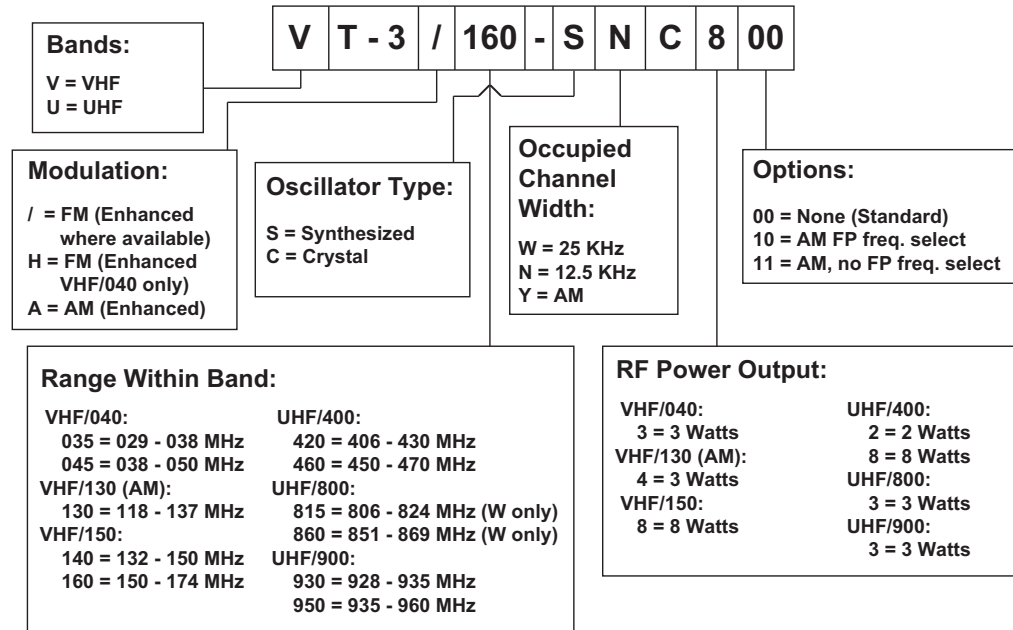 V T - 3 / 160 - S N C 8 00
Bands:
V = VHF
U = UHF
Modulation:
/ = FM (Enhanced
where available)
H = FM (Enhanced
VHF/040 only)
A = AM (Enhanced)
Oscillator Type:
S = Synthesized
C = Crystal
Occupied
Channel
Width:
W = 25 KHz
N = 12.5 KHz
Y = AM
Options:
00 = None (Standard)
10 = AM FP freq. select
11 = AM, no FP freq. select
Range Within Band:
VHF/040:
035 = 029 - 038 MHz
045 = 038 - 050 MHz
VHF/130 (AM):
130 = 118 - 137 MHz
VHF/150:
140 = 132 - 150 MHz
160 = 150 - 174 MHz
UHF/400:
420 = 406 - 430 MHz
460 = 450 - 470 MHz
UHF/800:
815 = 806 - 824 MHz (W only)
860 = 851 - 869 MHz (W only)
UHF/900:
930 = 928 - 935 MHz
950 = 935 - 960 MHz
RF Power Output:
VHF/040:
3 = 3 Watts
VHF/130 (AM):
4 = 3 Watts
VHF/150:
8 = 8 Watts
UHF/400:
2 = 2 Watts
8 = 8 Watts
UHF/800:
3 = 3 Watts
UHF/900:
3 = 3 Watts